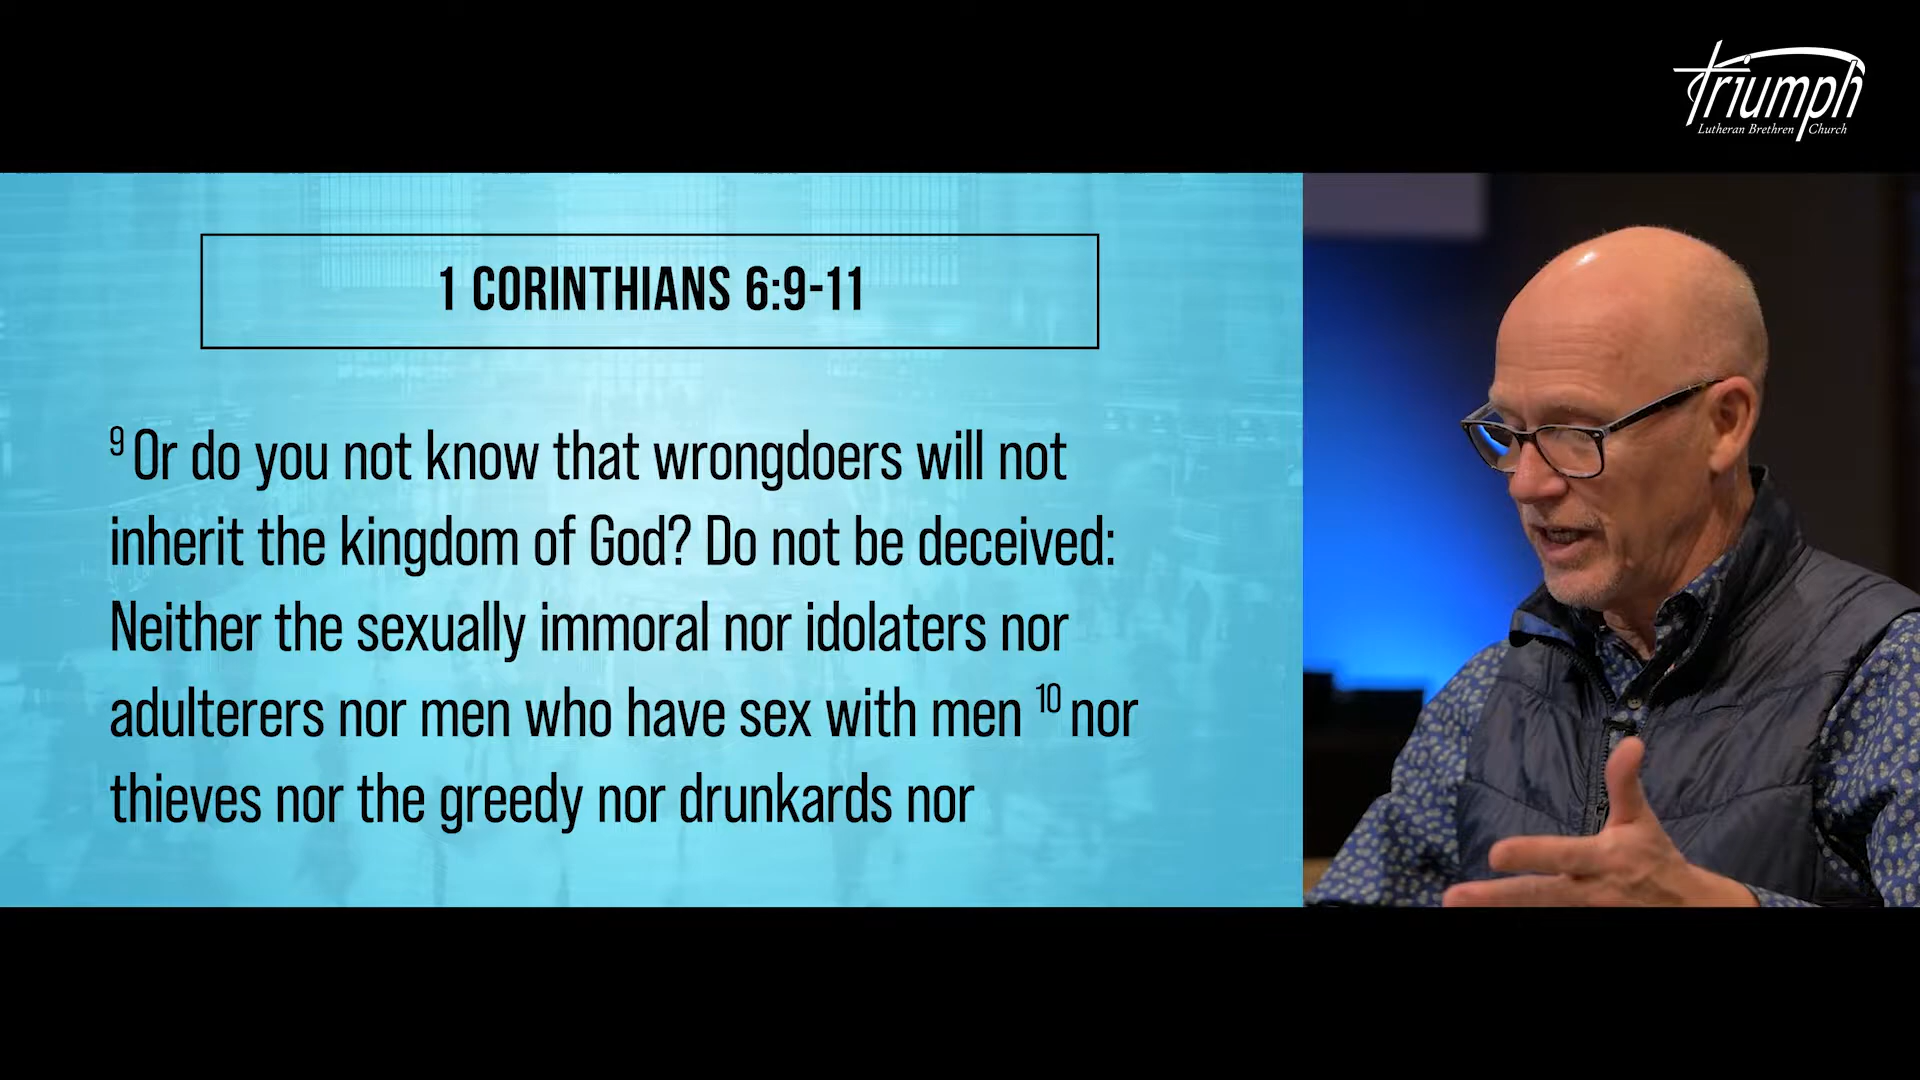 Triumph
Lutheran Brethren Church
1 CORINTHIANS 6:9-11
9 Or do you not know that wrongdoers will not
inherit the kingdom of God? Do not be deceived:
Neither the sexually immoral nor idolaters nor
adulterers nor men who have sex with men 10 nor
thieves nor the greedy nor drunkards nor